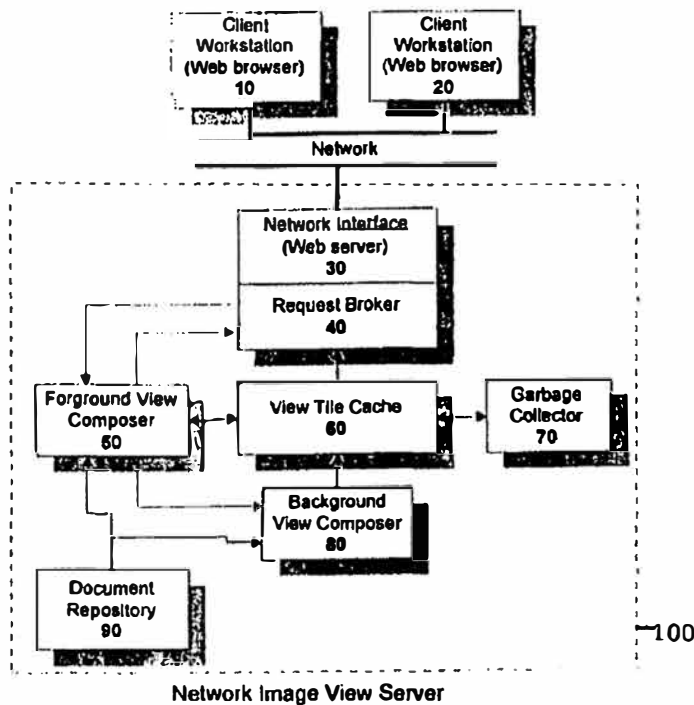 Client
Workstation
(Web browser)
10
Client
Workstation
(Web browser)
20
Network
Network Interface
(Web server)
30
Request Broker
40
Forground View
Composer
50
View Tile Cache
60
Garbage
Collector
70
Background
View Composer
80
Document
Repository
90
100
Network Image View Server